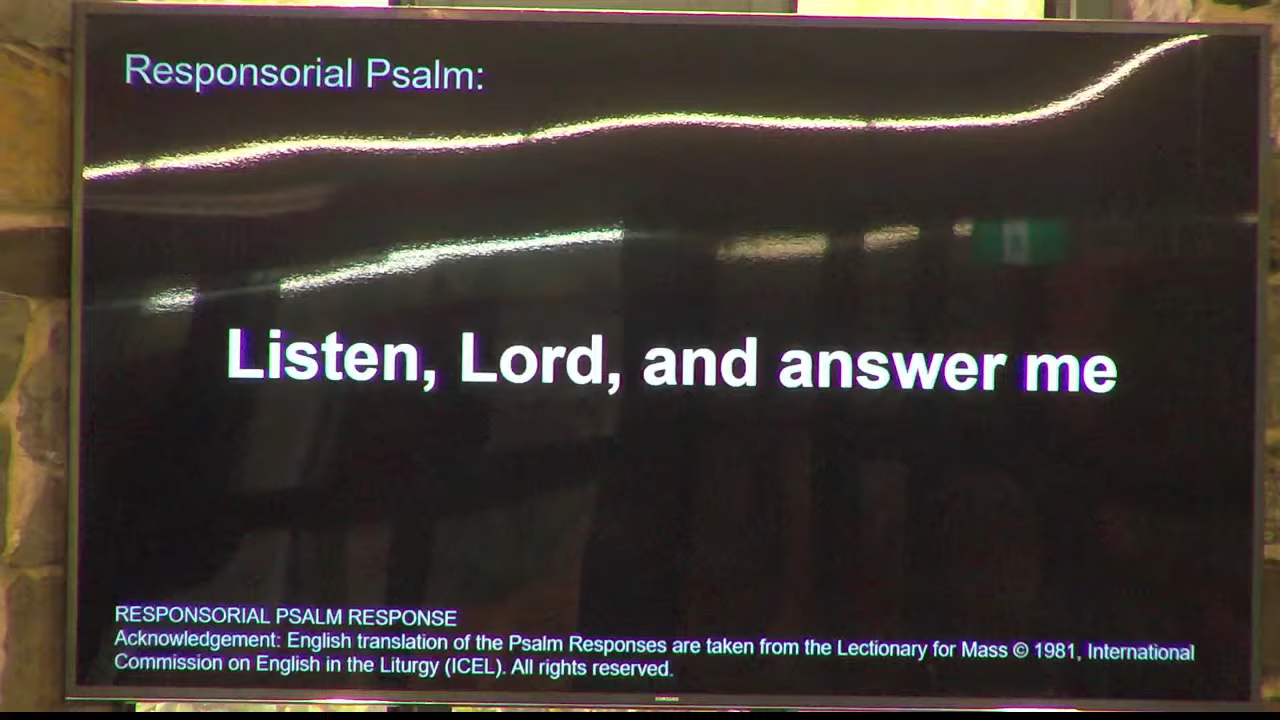 Responsorial Psalm:
Listen, Lord, and answer me
RESPONSORIAL PSALM RESPONSE
Acknowledgement: English translation of the Psalm Responses are taken from the Lectionary for Mass © 1981, International
Commission on English in the Liturgy (ICEL). All rights reserved.
SAMSUNG